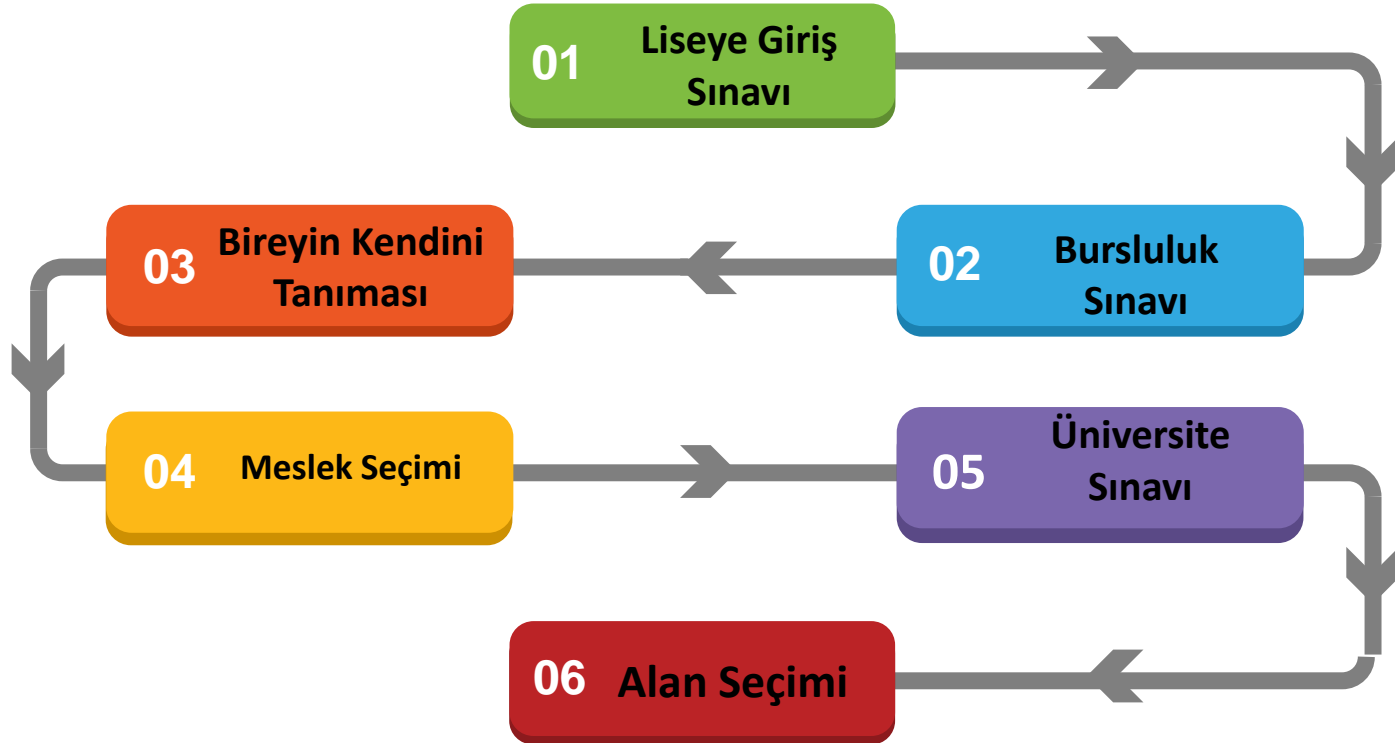 01
Liseye Giriş
Sınavı
02
Bursluluk
Sınavı
03
Bireyin Kendini
Tanıması
04
Meslek Seçimi
05
Üniversite
Sınavı
06
Alan Seçimi